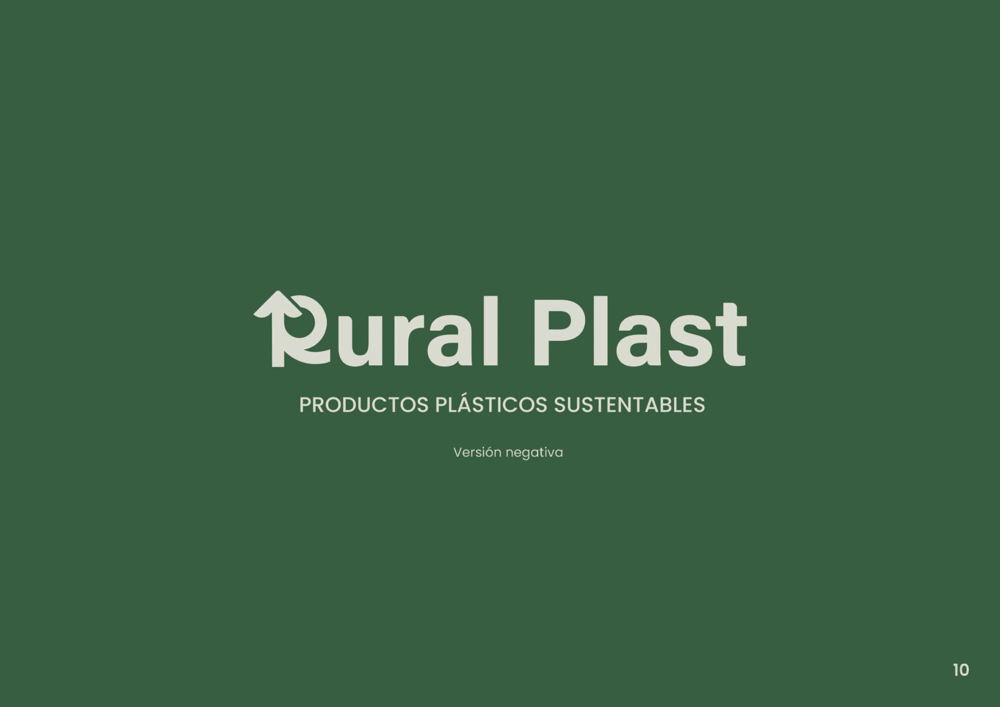 Rural Plast
PRODUCTOS PLÁSTICOS SUSTENTABLES
Versión negativa
10